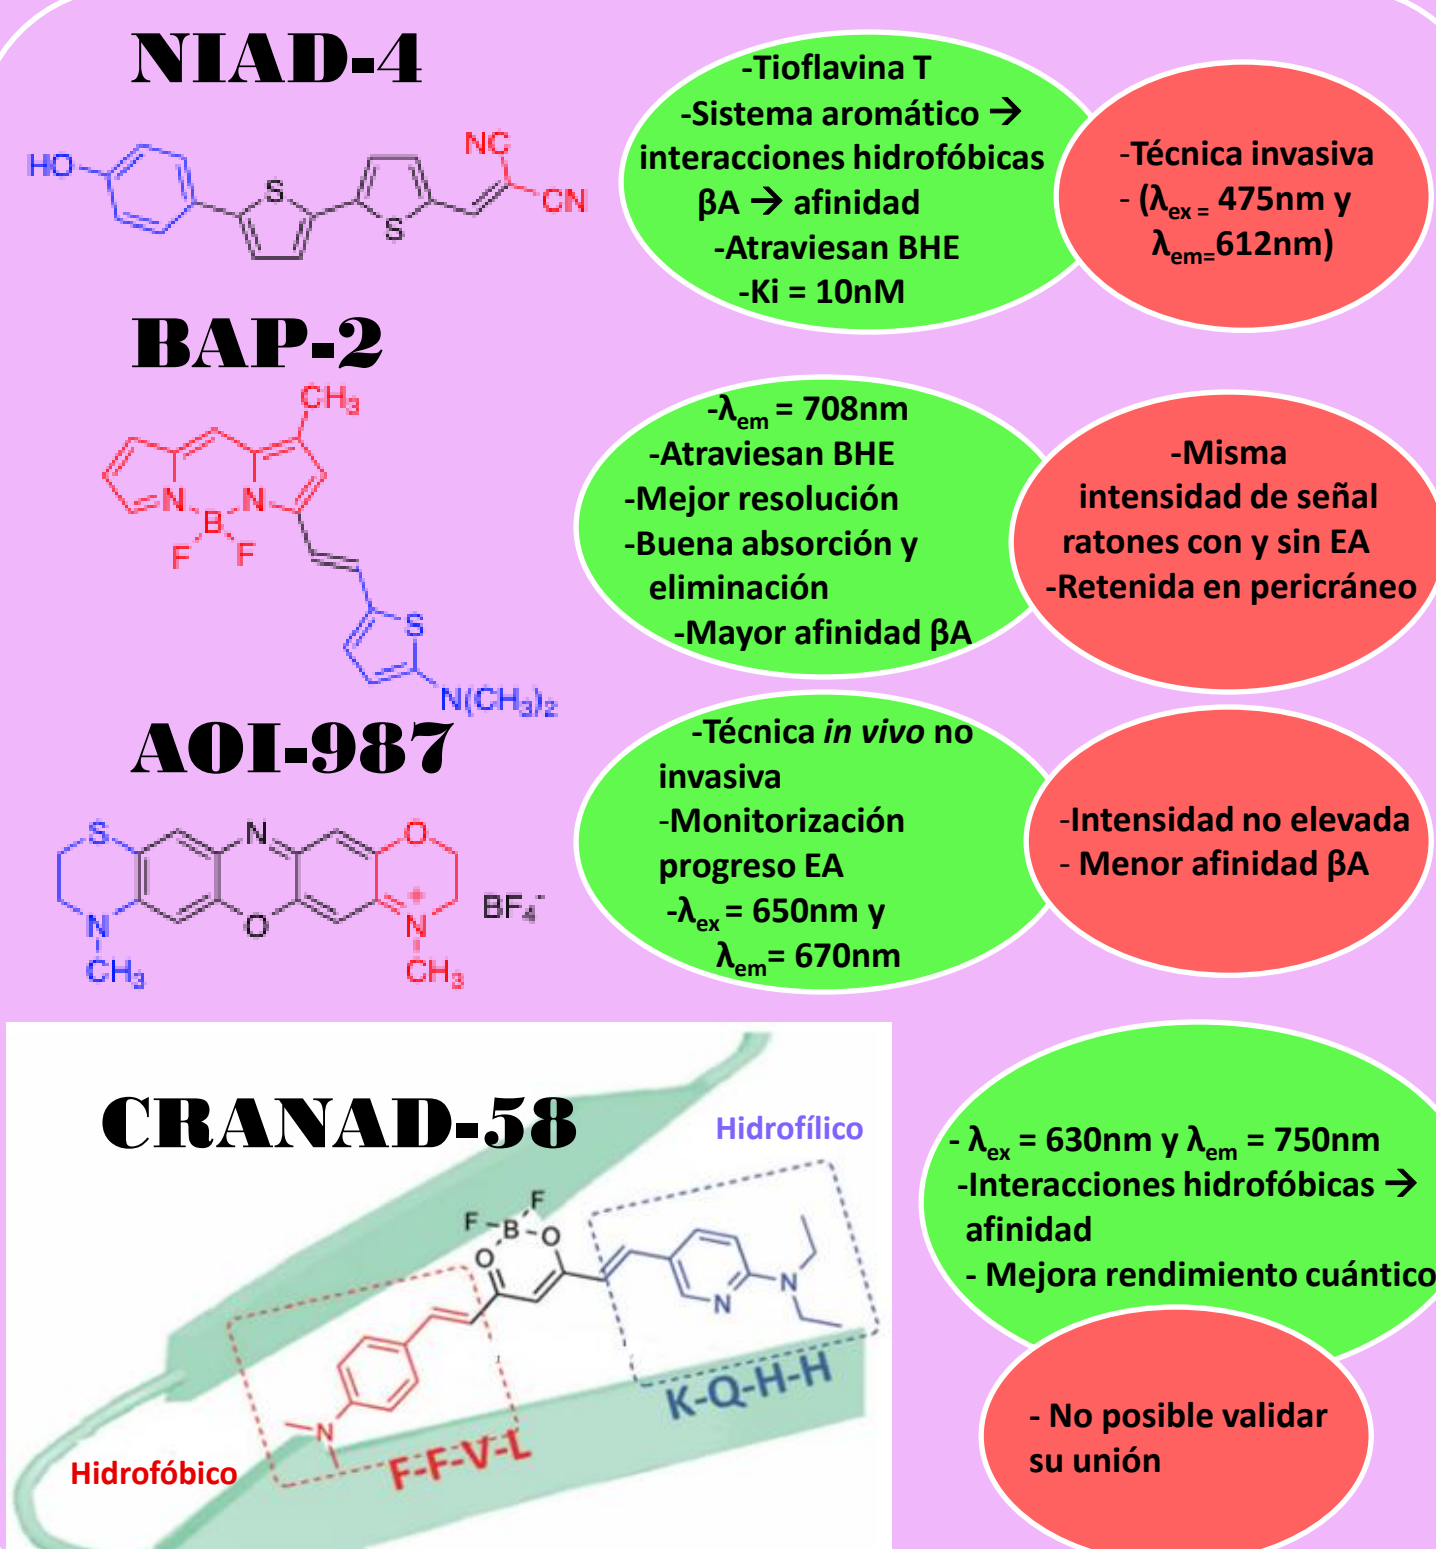 NIAD-4
HO
S
S
NC
CN
-Tioflavina T
-Sistema aromático →
interacciones hidrofóbicas
βA → afinidad
-Atraviesan BHE
-Ki = 10nM
-Técnica invasiva
- (λex = 475nm y
λem=612nm)
BAP-2
CH3
N
N
B
F
F
S
N(CH3)2
-λem = 708nm
-Atraviesan BHE
-Mejor resolución
-Buena absorción y
eliminación
-Mayor afinidad βA
-Misma
intensidad de señal
ratones con y sin EA
-Retenida en pericráneo
AOI-987
S
N
O
N
O
N+
CH3
CH3
BF4-
-Técnica in vivo no
invasiva
-Monitorización
progreso EA
-λex = 650nm y
λem= 670nm
-Intensidad no elevada
- Menor afinidad βA
CRANAD-58
Hidrofílico
F
F
B
O
O
N
N
N
K-Q-H-H
F-F-V-L
Hidrofóbico
- λex = 630nm y λem = 750nm
-Interacciones hidrofóbicas →
afinidad
- Mejora rendimiento cuántico
- No posible validar
su unión